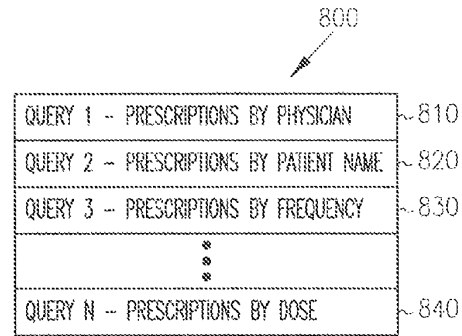 800
QUERY 1 - PRESCRIPTIONS BY PHYSICIAN 810
QUERY 2 - PRESCRIPTIONS BY PATIENT NAME 820
QUERY 3 - PRESCRIPTIONS BY FREQUENCY 830
QUERY N - PRESCRIPTIONS BY DOSE 840